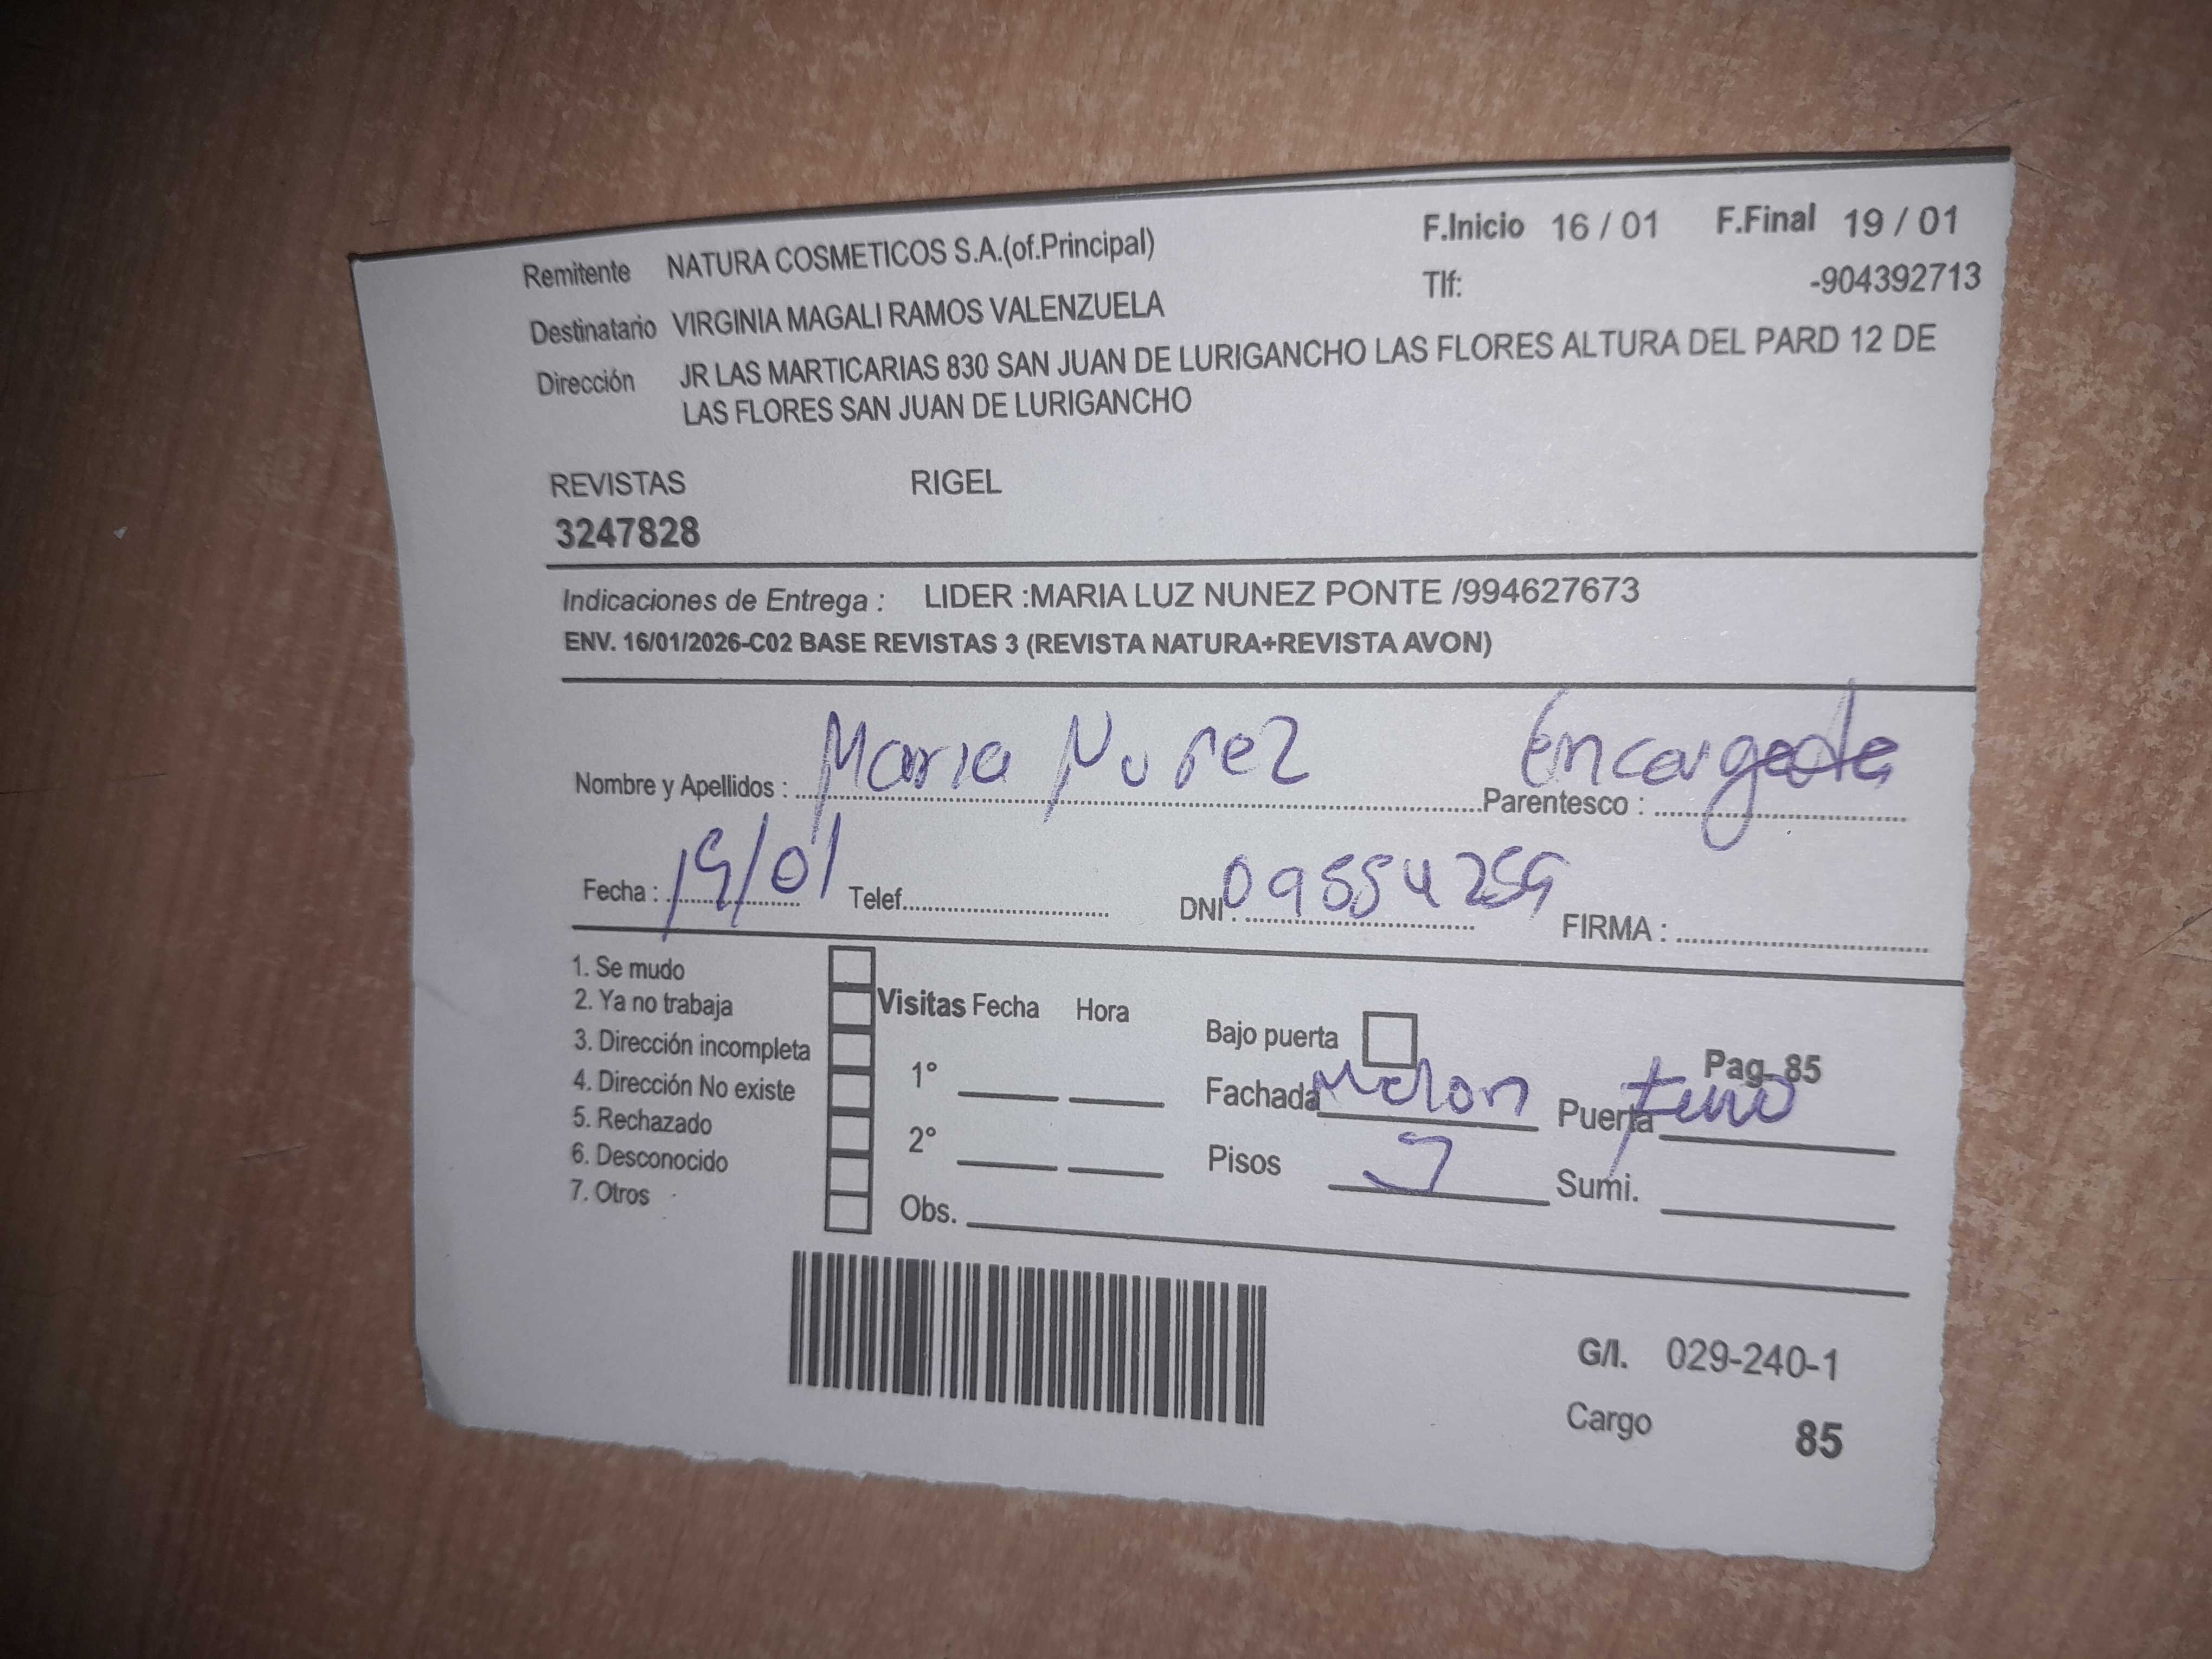 Remitente NATURA COSMETICOS S.A.(of.Principal) F.Inicio 16 / 01 F.Final 19 / 01
Destinatario VIRGINIA MAGALI RAMOS VALENZUELA Tlf: -904392713
Dirección JR LAS MARTICARIAS 830 SAN JUAN DE LURIGANCHO LAS FLORES ALTURA DEL PARD 12 DE
LAS FLORES SAN JUAN DE LURIGANCHO
REVISTAS RIGEL
3247828
Indicaciones de Entrega : LIDER :MARIA LUZ NUNEZ PONTE /994627673
ENV. 16/01/2026-C02 BASE REVISTAS 3 (REVISTA NATURA+REVISTA AVON)
Nombre y Apellidos : Maria Nuñez Parentesco : Encargada
Fecha : 19/01 Telef. DNI : FIRMA :
1. Se mudo
2. Ya no trabaja Visitas Fecha Hora
3. Dirección incompleta Bajo puerta Pag. 85
4. Dirección No existe 1° Fachada Melon Puerta
5. Rechazado
6. Desconocido 2° Pisos Sumi.
7. Otros Obs.
G/I. 029-240-1
Cargo 85